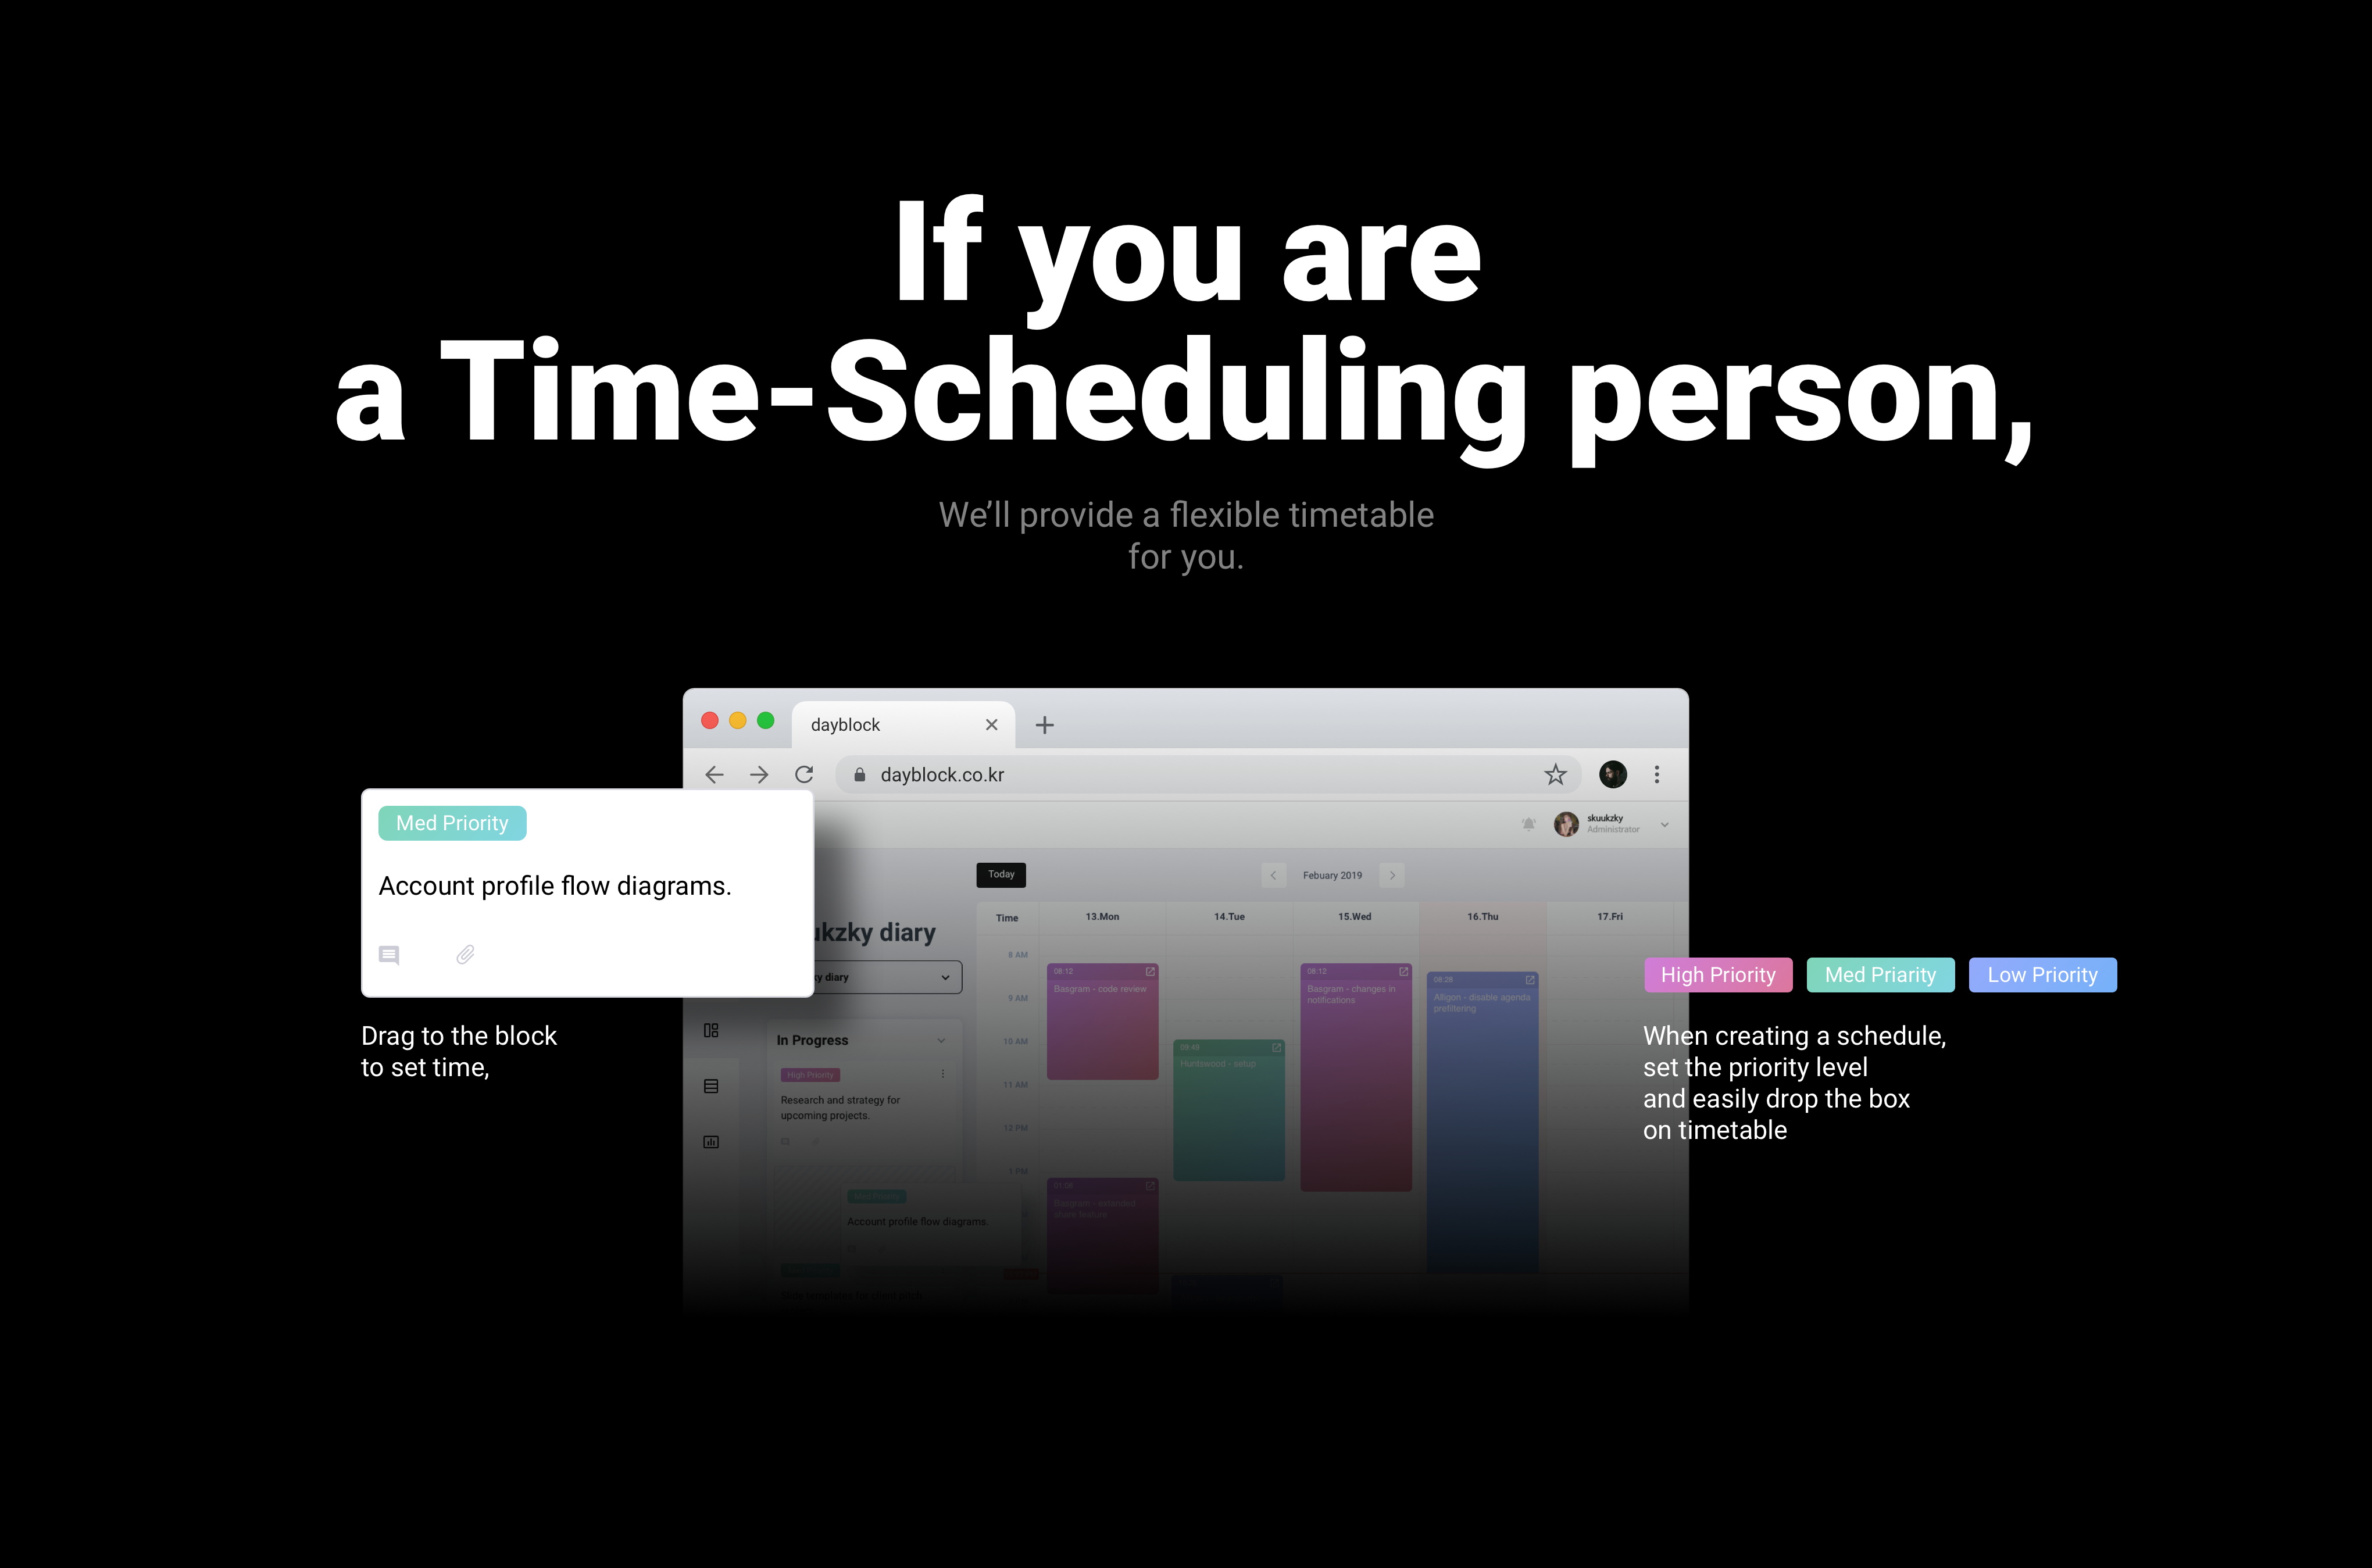 If you are
a Time-Scheduling person,
We'll provide a flexible timetable
for you.
dayblock
dayblock.co.kr
skuukzky
Administrator
Med Priority
Account profile flow diagrams.
Drag to the block
to set time,
Today
Febuary 2019
ukzky diary
ky diary
Time
13.Mon
14.Tue
15.Wed
16.Thu
17.Fri
8 AM
9 AM
10 AM
11 AM
12 PM
1 PM
08:12
Basgram - code review
09:49
Huntswood - setup
08:12
Basgram - changes in
notifications
08:28
Alligon - disable agenda
prefiltering
In Progress
High Priority
Research and strategy for
upcoming projects.
Med Priority
Account profile flow diagrams.
Basgram - extended
High Priority
Med Priarity
Low Priority
When creating a schedule,
set the priority level
and easily drop the box
on timetable